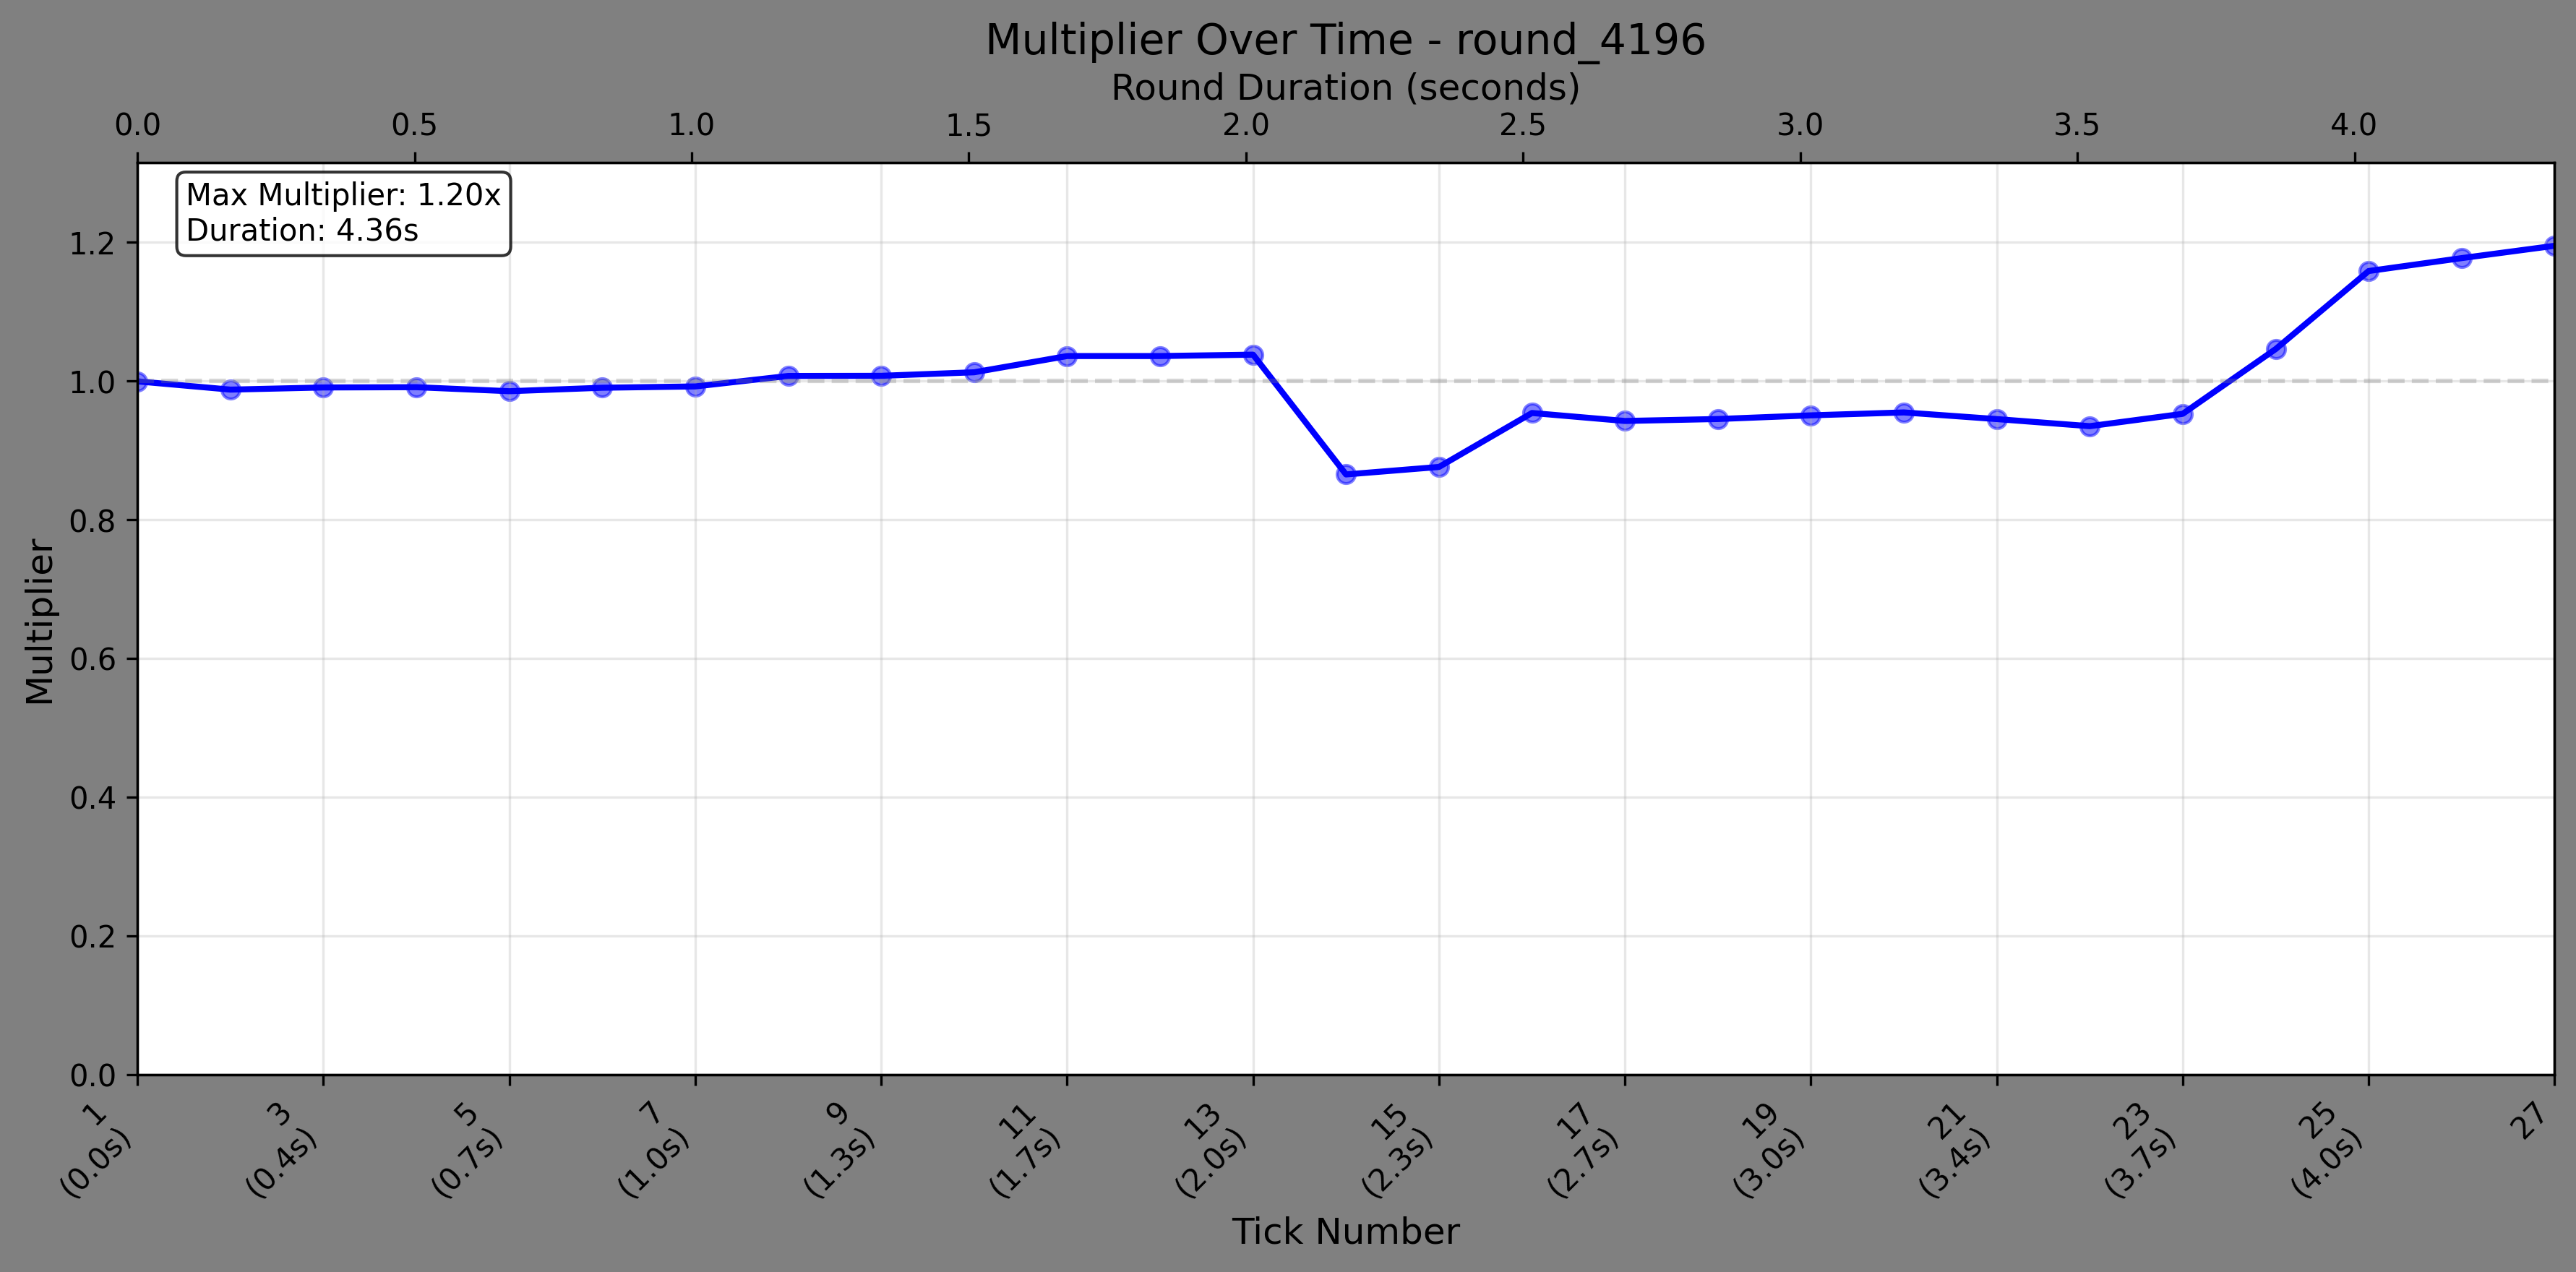 Multiplier Over Time - round_4196
Round Duration (seconds)
0.0 0.5 1.0 1.5 2.0 2.5 3.0 3.5 4.0
Max Multiplier: 1.20x
Duration: 4.36s
Multiplier
1.2
1.0
0.8
0.6
0.4
0.2
0.0
1 3 5 7 9 11 13 15 17 19 21 23 25 27
(0.0s) (0.4s) (0.7s) (1.0s) (1.3s) (1.7s) (2.0s) (2.3s) (2.7s) (3.0s) (3.4s) (3.7s) (4.0s)
Tick Number